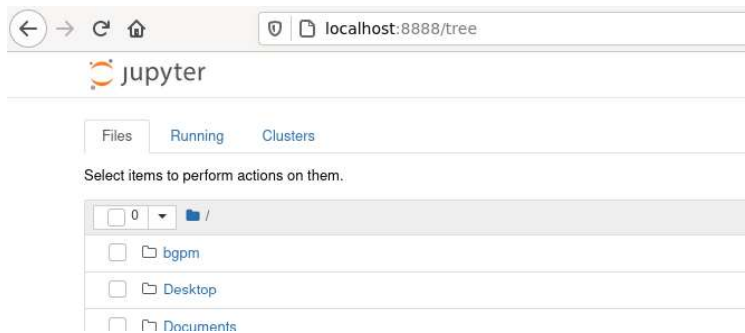 localhost:8888/tree
jupyter
Files Running Clusters
Select items to perform actions on them.
0 /
bgpm
Desktop
Documents